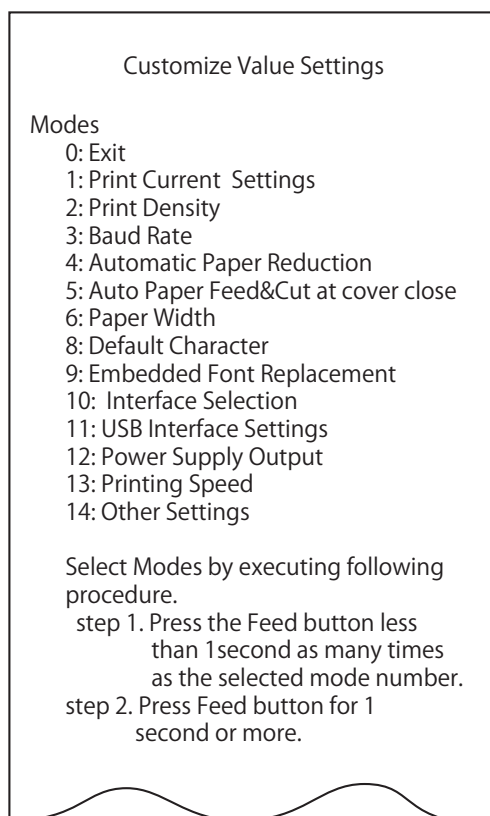 Customize Value Settings
Modes
0: Exit
1: Print Current  Settings
2: Print Density
3: Baud Rate
4: Automatic Paper Reduction
5: Auto Paper Feed&Cut at cover close
6: Paper Width
8: Default Character
9: Embedded Font Replacement
10:  Interface Selection
11: USB Interface Settings
12: Power Supply Output
13: Printing Speed
14: Other Settings
Select Modes by executing following
procedure.
step 1. Press the Feed button less
than 1second as many times
as the selected mode number.
step 2. Press Feed button for 1
second or more.